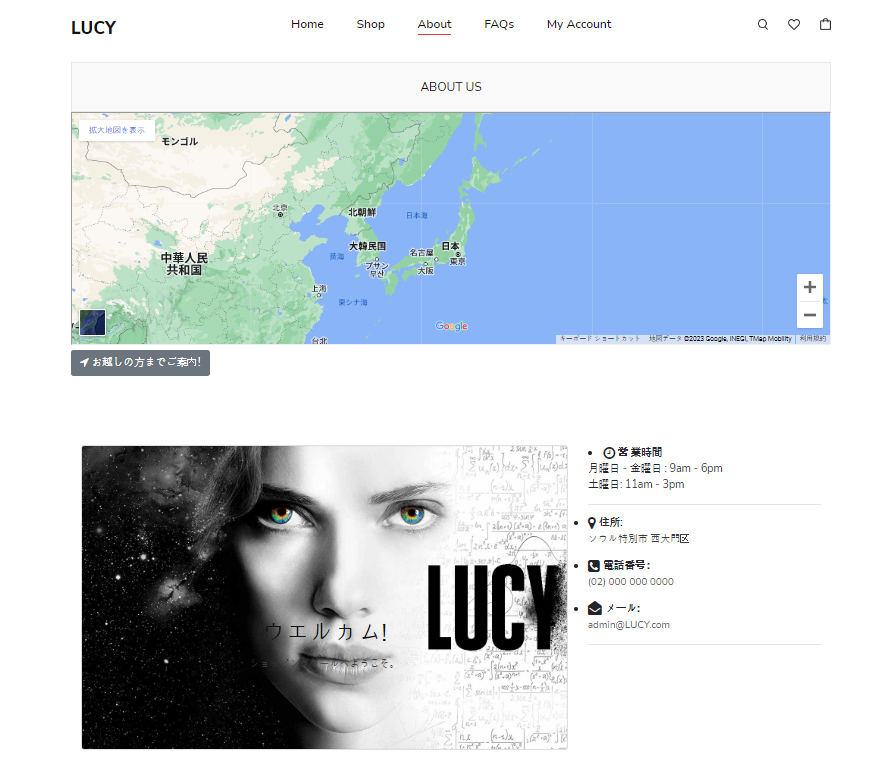 LUCY
Home Shop About FAQs My Account
ABOUT US
拡大地図を表示
モンゴル
北京
北朝鮮
日本海
大韓民国
名古屋
日本
東京
中華人民
共和国
黄海
プサン
부산
大阪
上海
東シナ海
台北
Google
キーボード ショートカット 地図データ ©2023 Google, INEGI, TMap Mobility 利用規約
お越しの方までご案内!
営業時間
月曜日 - 金曜日 : 9am - 6pm
土曜日: 11am - 3pm
住所:
ソウル特別市 西大門区
電話番号:
(02) 000 000 0000
メール:
admin@LUCY.com
LUCY
ウエルカム!
ルへようこそ。